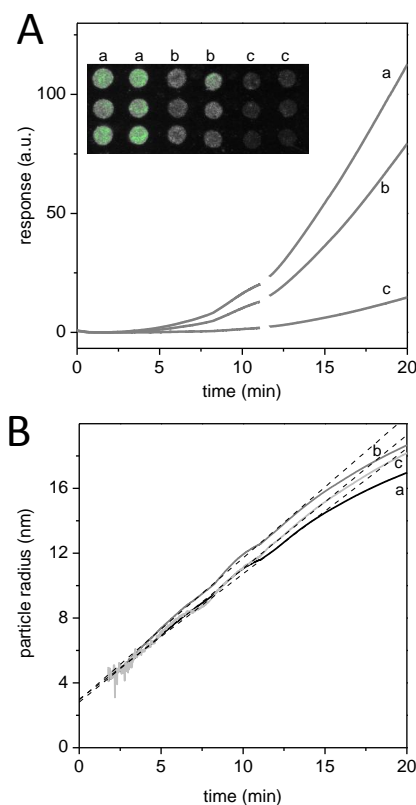 A
a a b b c c
a
b
c
100
50
0
response (a.u.)
0 5 10 15 20
time (min)
B
b
c
a
16
12
8
4
0
particle radius (nm)
0 5 10 15 20
time (min)